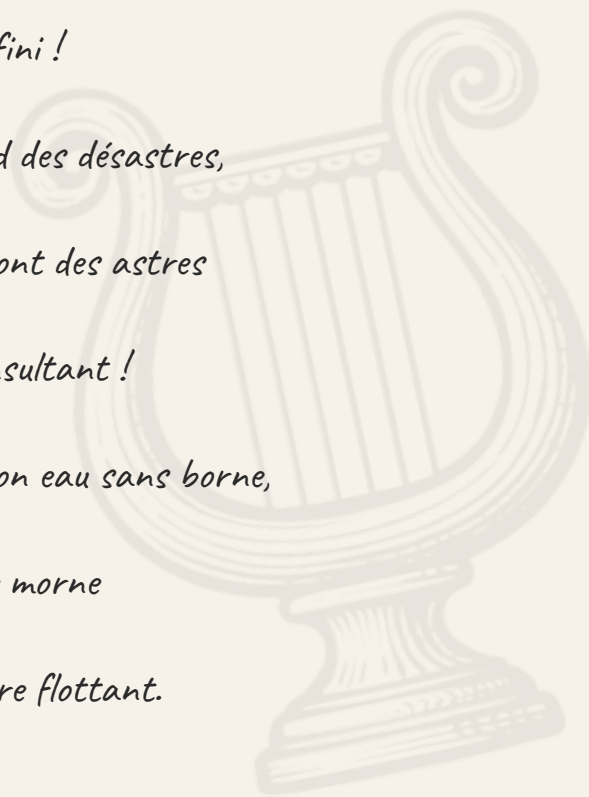 fini !
des désastres,
ont des astres
sultant !
on eau sans borne,
morne
re flottant.